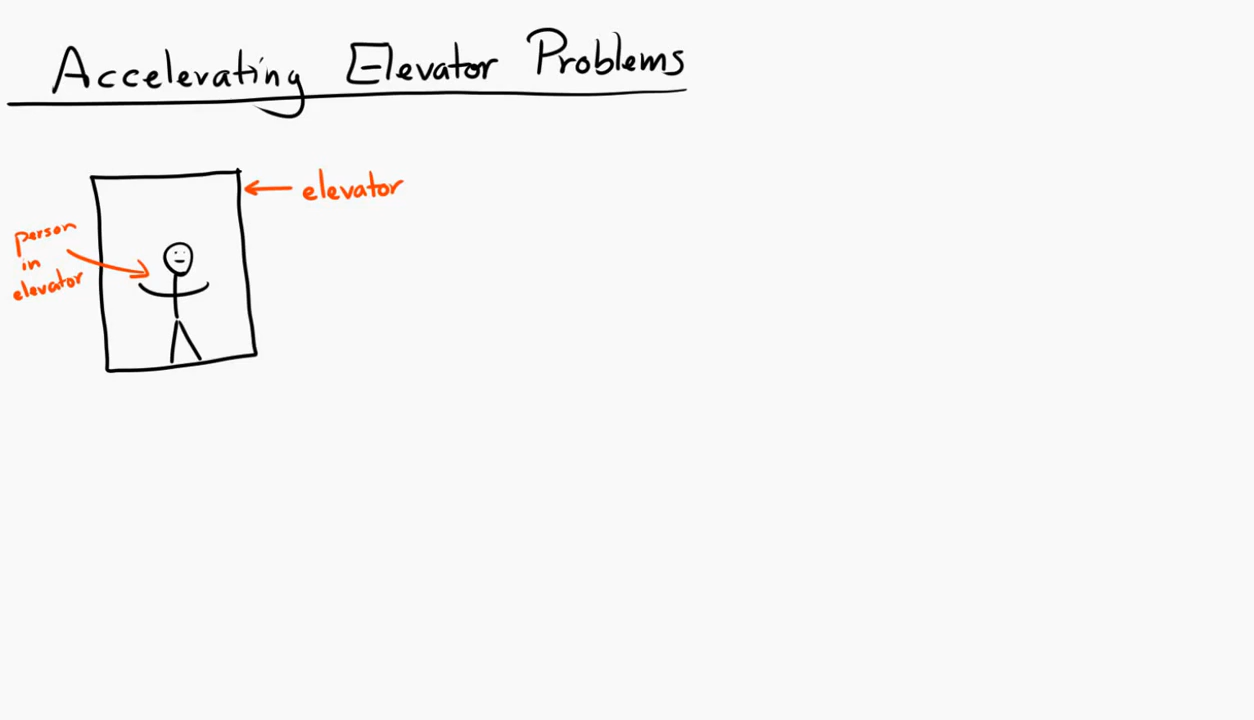 Accelerating Elevator Problems
elevator
person
in
elevator